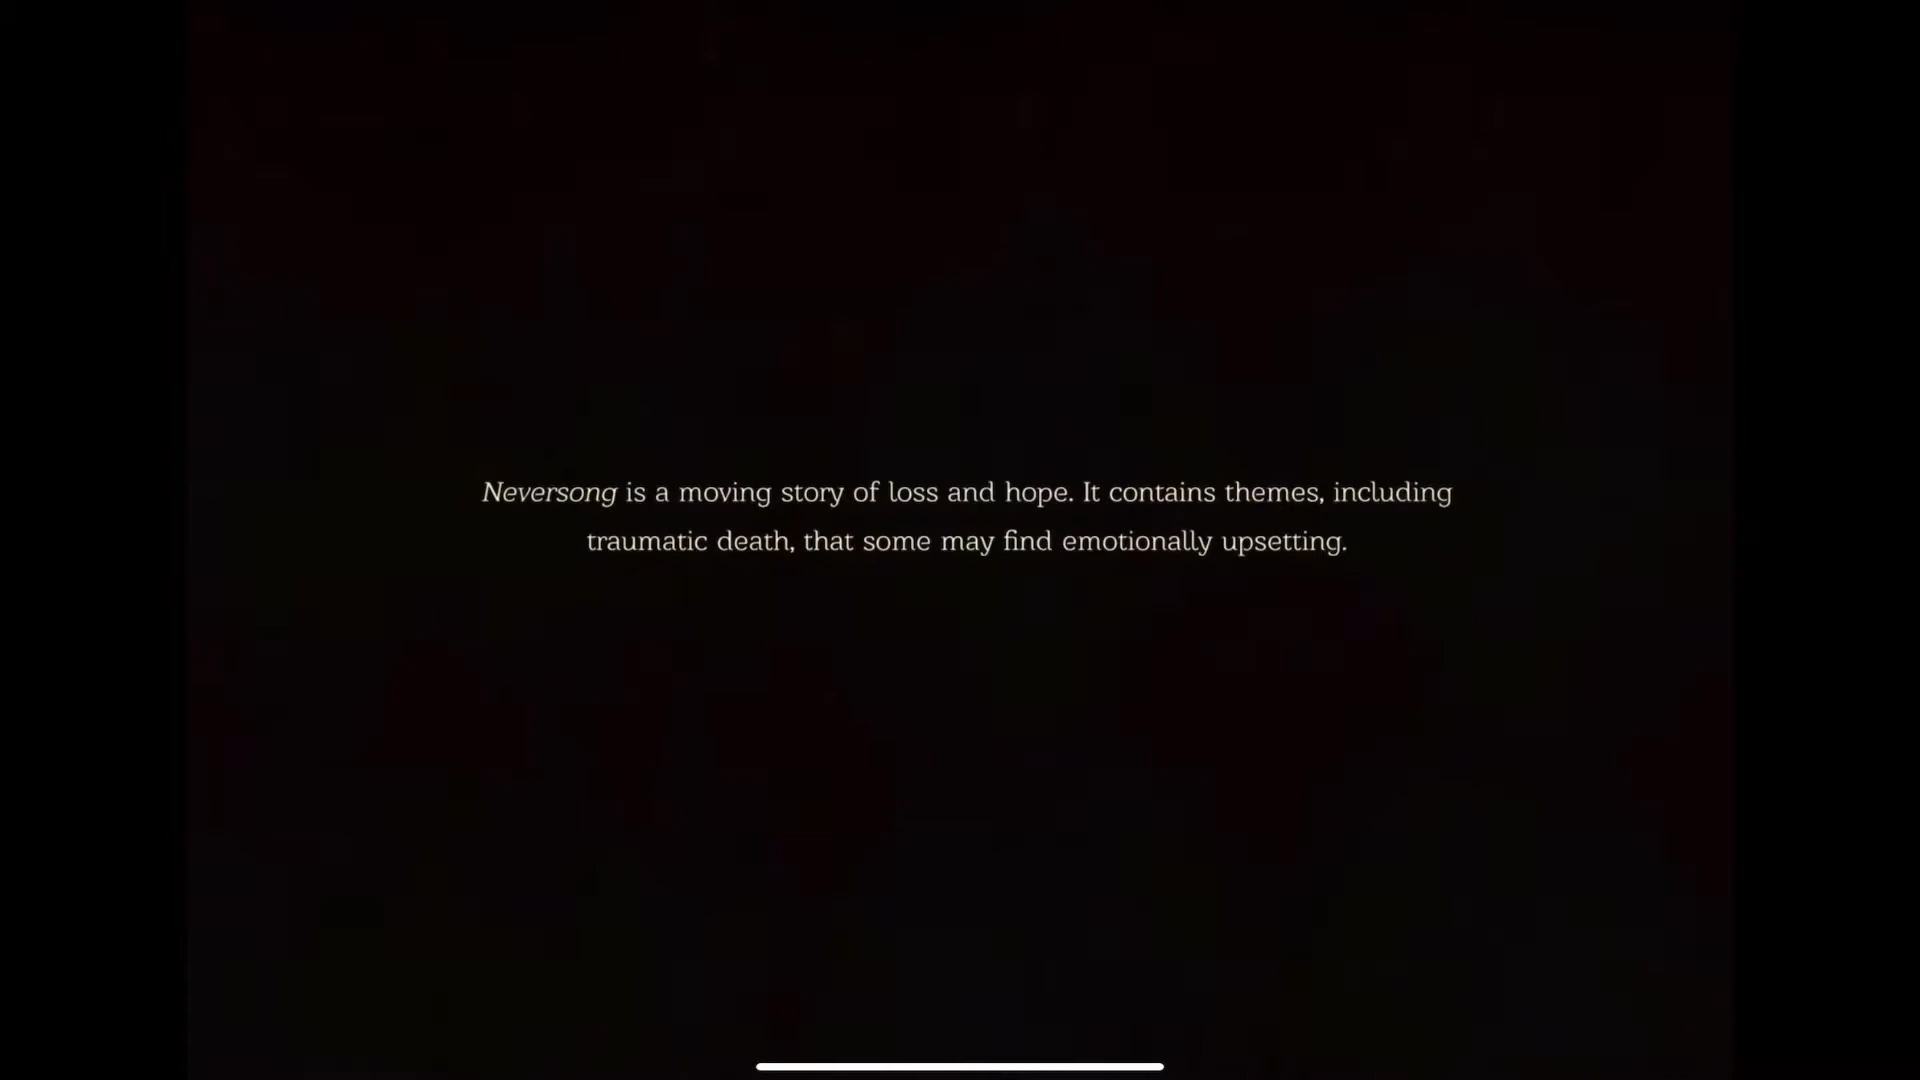 Neversong is a moving story of loss and hope. It contains themes, including
traumatic death, that some may find emotionally upsetting.